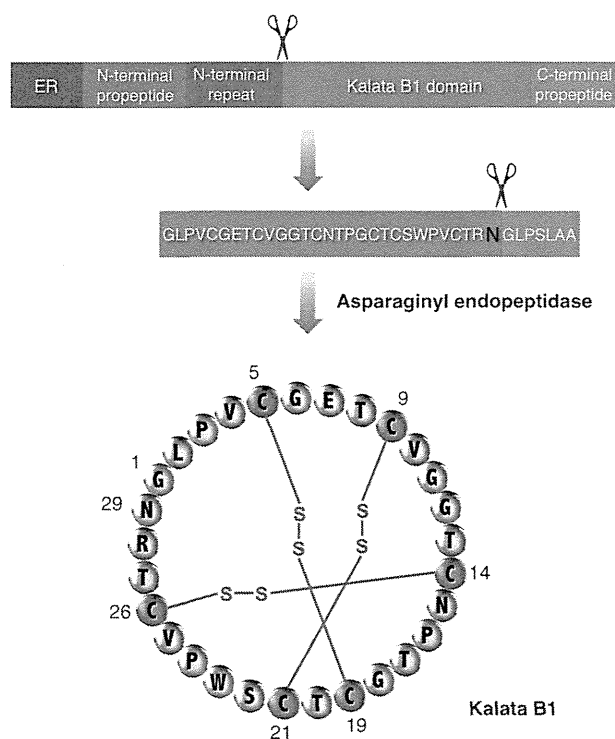 ER
N-terminal
propeptide
N-terminal
repeat
Kalata B1 domain
C-terminal
propeptide
GLPVCGETCVGGTCNTPGCTCSWPVCTRNGLPSLAA
Asparaginyl endopeptidase
1
5
9
14
19
21
26
29
G L P V C G E T C V G G T C N P T G C T C S W P V C T R N
S
S
S
S
S S
Kalata B1